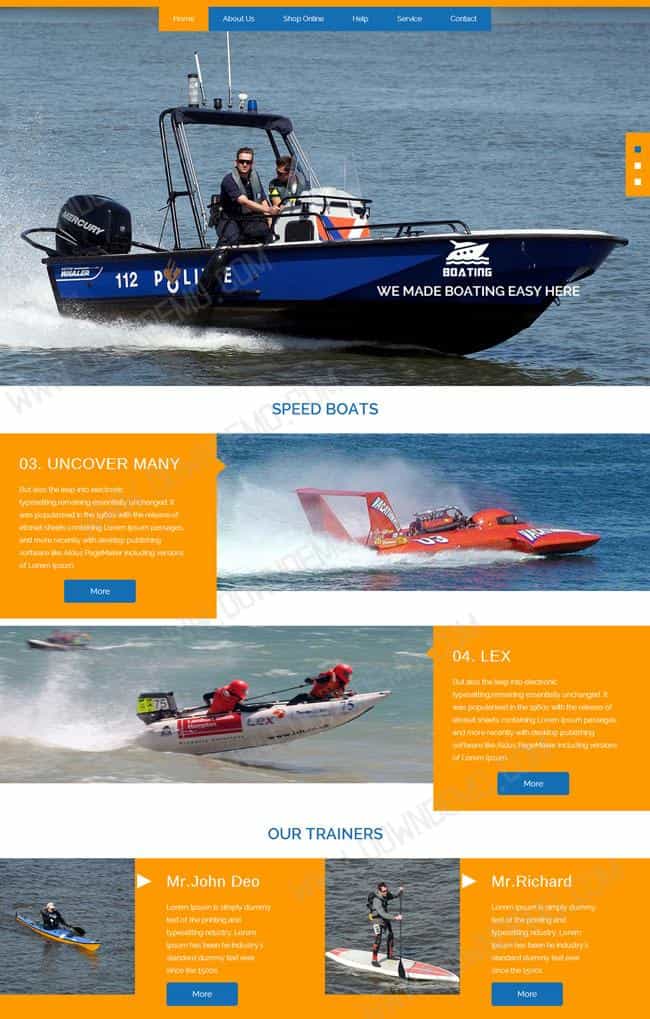 Home About Us Shop Online Help Service Contact
MERCURY
WHALER
112 POLITIE
BOATING
WE MADE BOATING EASY HERE
SPEED BOATS
03. UNCOVER MANY
But also the leap into electronic
typesetting,remaining essentially unchanged. It
was popularised in the 1960s with the release of
etraset sheets containing Lorem Ipsum passages,
and more recently with desktop publishing
software like Aldus PageMaker including versions
of Lorem Ipsum.
More
U3
04. LEX
But also the leap into electronic
typesetting,remaining essentially unchanged. It
was popularised in the 1960s with the release of
etraset sheets containing Lorem Ipsum passages,
and more recently with desktop publishing
software like Aldus PageMaker including versions
of Lorem Ipsum.
More
75
Lex
75
OUR TRAINERS
Mr.John Deo
Lorem Ipsum is simply dummy
text of the printing and
typesetting ndustry. Lorem
Ipsum has been he industry's
standard dummy text ever
since the 1500s.
More
Mr.Richard
Lorem Ipsum is simply dummy
text of the printing and
typesetting ndustry. Lorem
Ipsum has been he industry's
standard dummy text ever
since the 1500s.
More